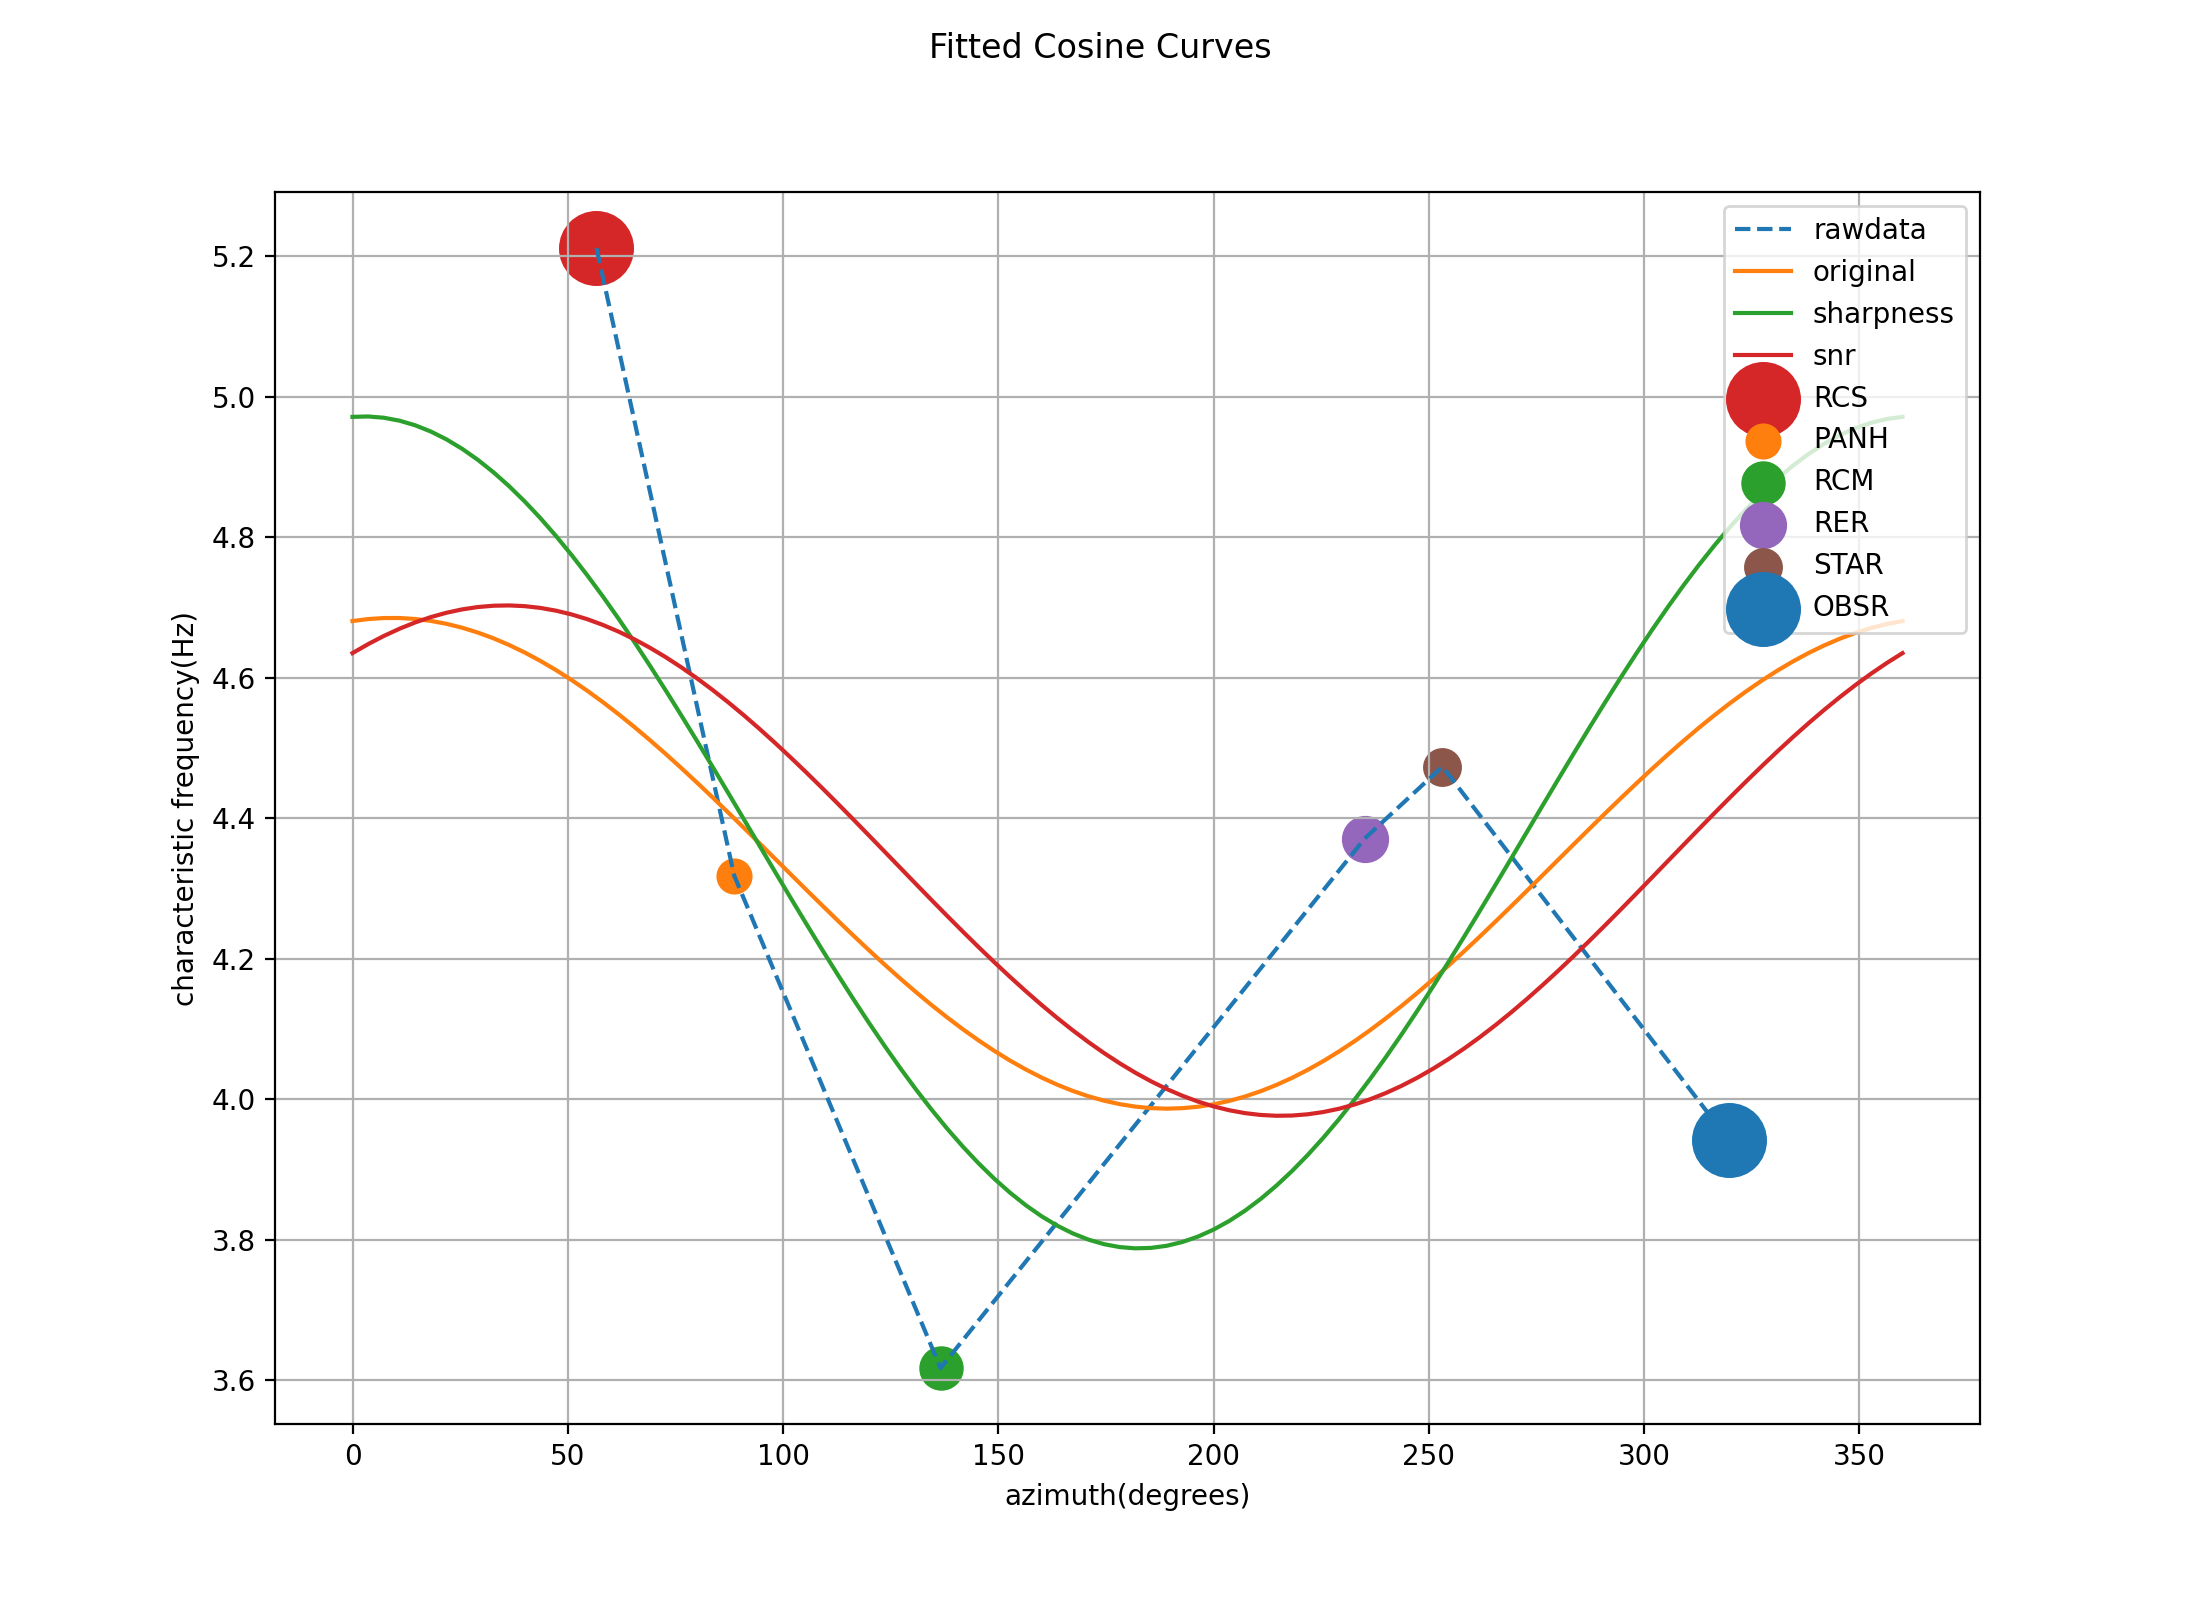 Fitted Cosine Curves
rawdata
original
sharpness
snr
RCS
PANH
RCM
RER
STAR
OBSR
5.2
5.0
4.8
4.6
4.4
4.2
4.0
3.8
3.6
characteristic frequency(Hz)
0 50 100 150 200 250 300 350
azimuth(degrees)